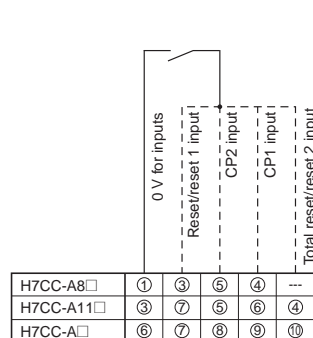 0 V for inputs
Reset/reset 1 input
CP2 input
CP1 input
Total reset/reset 2 input
H7CC-A8□ ① ③ ⑤ ④ ---
H7CC-A11□ ③ ⑦ ⑤ ⑥ ④
H7CC-A□ ⑥ ⑦ ⑧ ⑨ ⑩